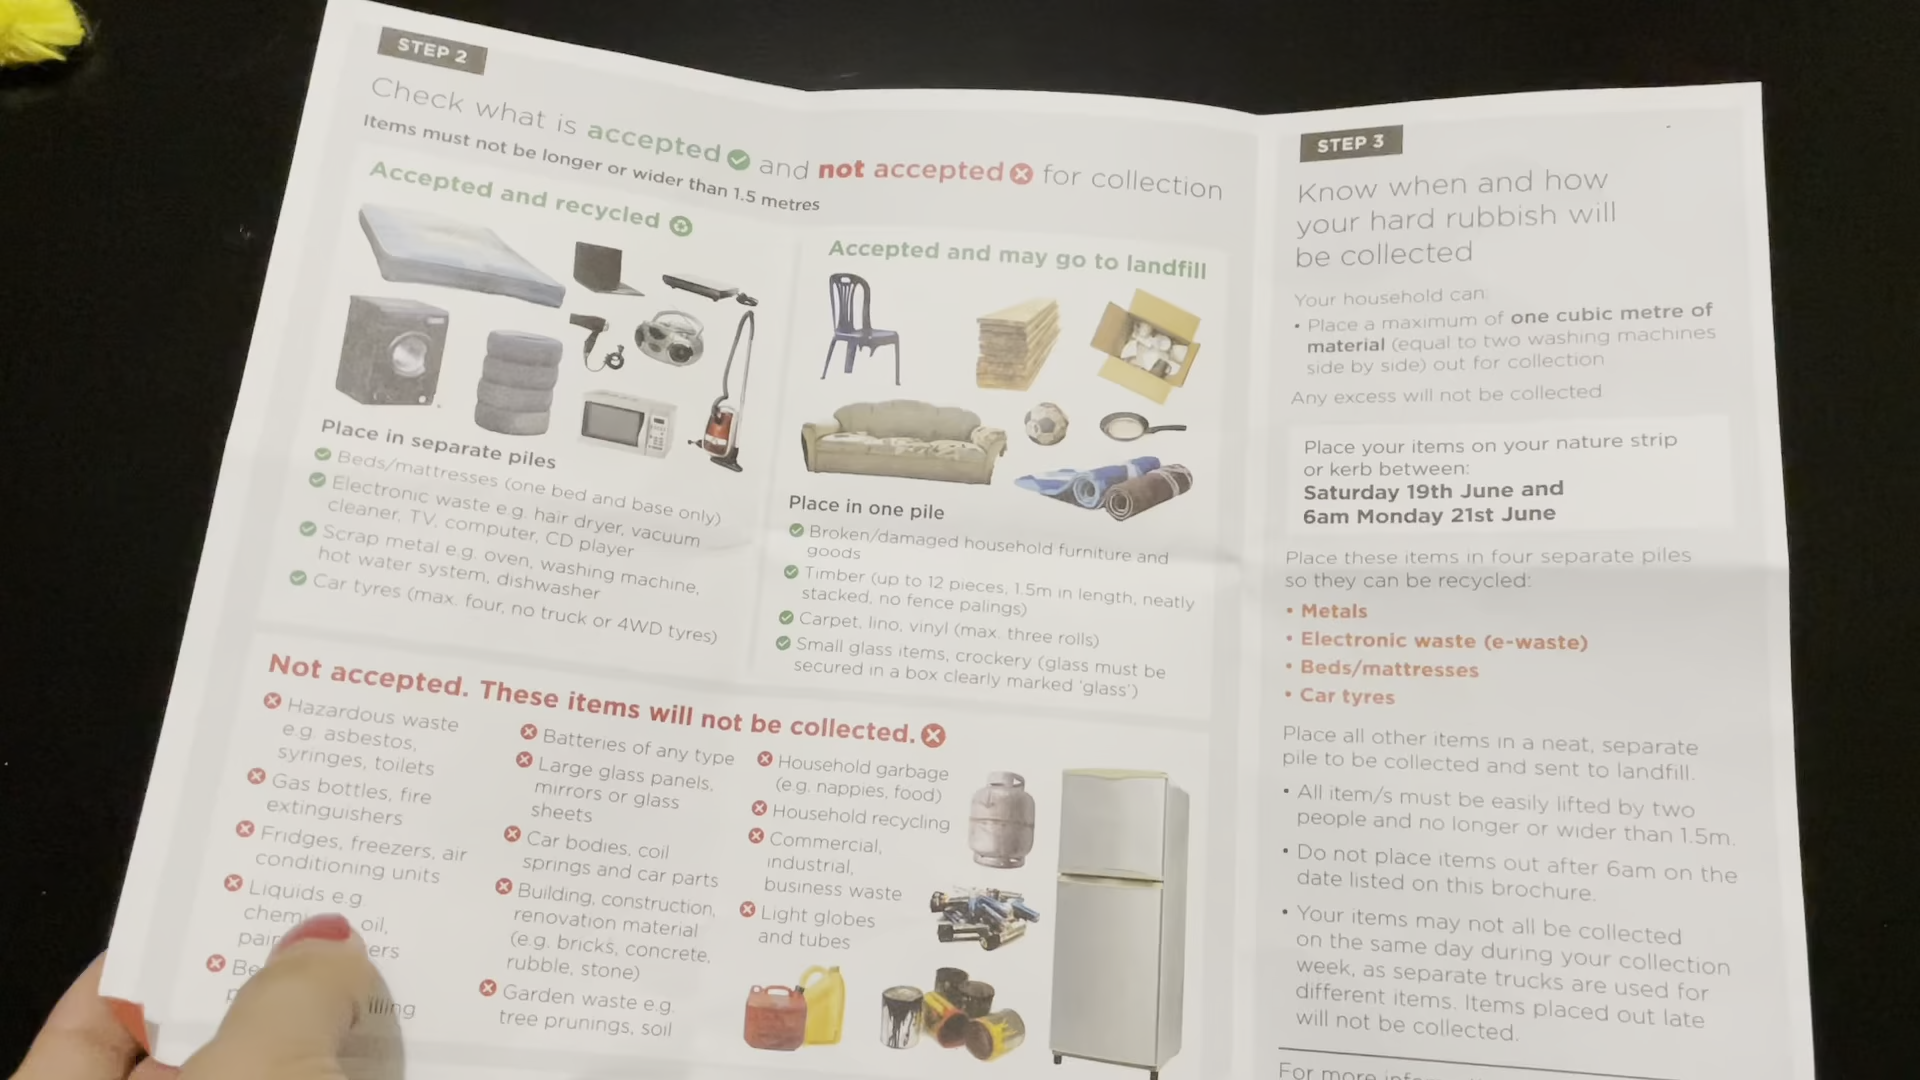 STEP 2
Check what is accepted and not accepted for collection
Items must not be longer or wider than 1.5 metres
Accepted and recycled
Place in separate piles
Beds/mattresses (one bed and base only)
Electronic waste e.g. hair dryer, vacuum
cleaner, TV, computer, CD player
Scrap metal e.g. oven, washing machine,
hot water system, dishwasher
Car tyres (max. four, no truck or 4WD tyres)
Accepted and may go to landfill
Place in one pile
Broken/damaged household furniture and
goods
Timber (up to 12 pieces, 1.5m in length, neatly
stacked, no fence palings)
Carpet, lino, vinyl (max. three rolls)
Small glass items, crockery (glass must be
secured in a box clearly marked 'glass')
Not accepted. These items will not be collected.
Hazardous waste
e.g. asbestos,
syringes, toilets
Gas bottles, fire
extinguishers
Fridges, freezers, air
conditioning units
Liquids e.g
oil,
Batteries of any type
Large glass panels,
mirrors or glass
sheets
Car bodies, coil
springs and car parts
Building, construction,
renovation material
(e.g. bricks, concrete,
rubble, stone)
Garden waste e.g.
tree prunings, soil
Household garbage
(e.g. nappies, food)
Household recycling
Commercial,
industrial,
business waste
Light globes
and tubes
STEP 3
Know when and how
your hard rubbish will
be collected
Your household can:
• Place a maximum of one cubic metre of
material (equal to two washing machines
side by side) out for collection
Any excess will not be collected
Place your items on your nature strip
or kerb between:
Saturday 19th June and
6am Monday 21st June
Place these items in four separate piles
so they can be recycled:
• Metals
• Electronic waste (e-waste)
• Beds/mattresses
• Car tyres
Place all other items in a neat, separate
pile to be collected and sent to landfill.
• All item/s must be easily lifted by two
people and no longer or wider than 1.5m.
• Do not place items out after 6am on the
date listed on this brochure.
• Your items may not all be collected
on the same day during your collection
week, as separate trucks are used for
different items. Items placed out late
will not be collected.
For more